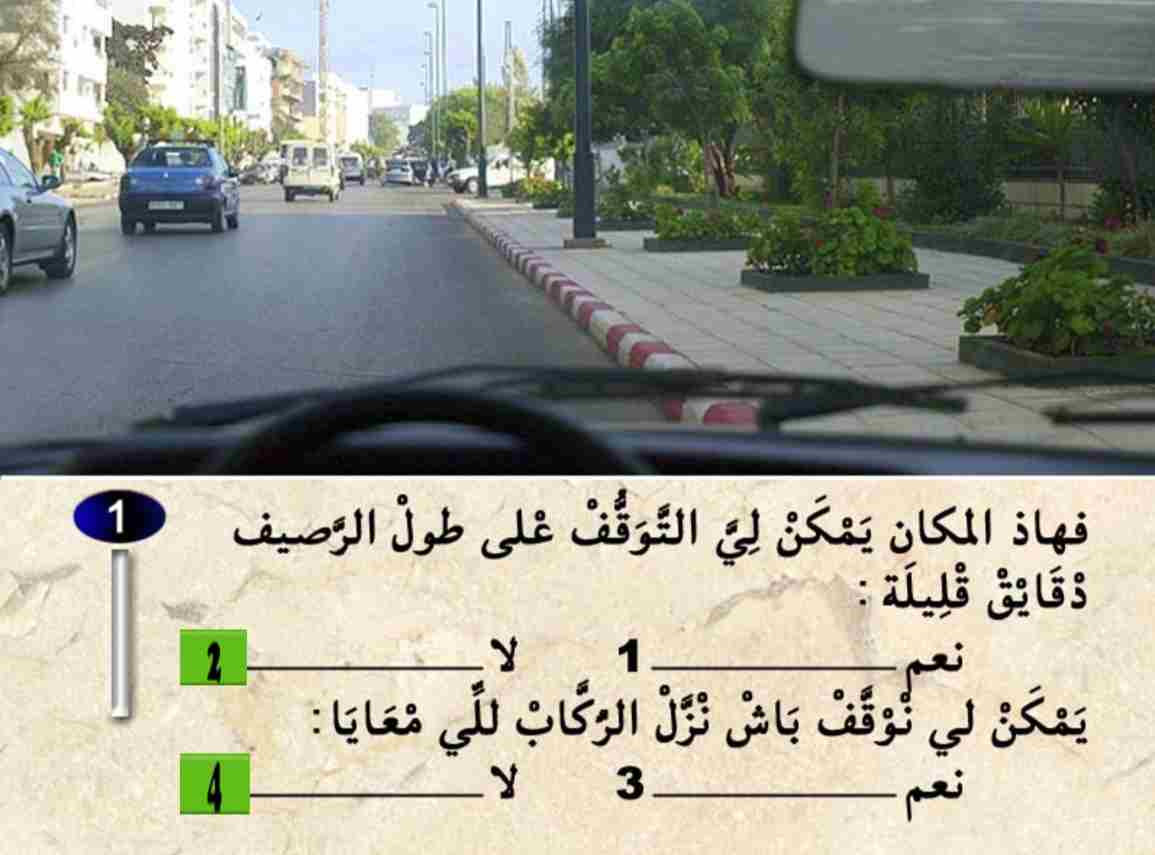 1
فهاذ المكان يَمْكَنْ لِيَّ التَّوَقُّفْ عْلى طولْ الرَّصيف
دْقَايْقْ قْلِيلَة :
نعم 1 لا 2
يَمْكَنْ لي نْوْقَّفْ بَاشْ نْزَّلْ الرُكَّابْ للِّي مْعَايَا :
نعم 3 لا 4